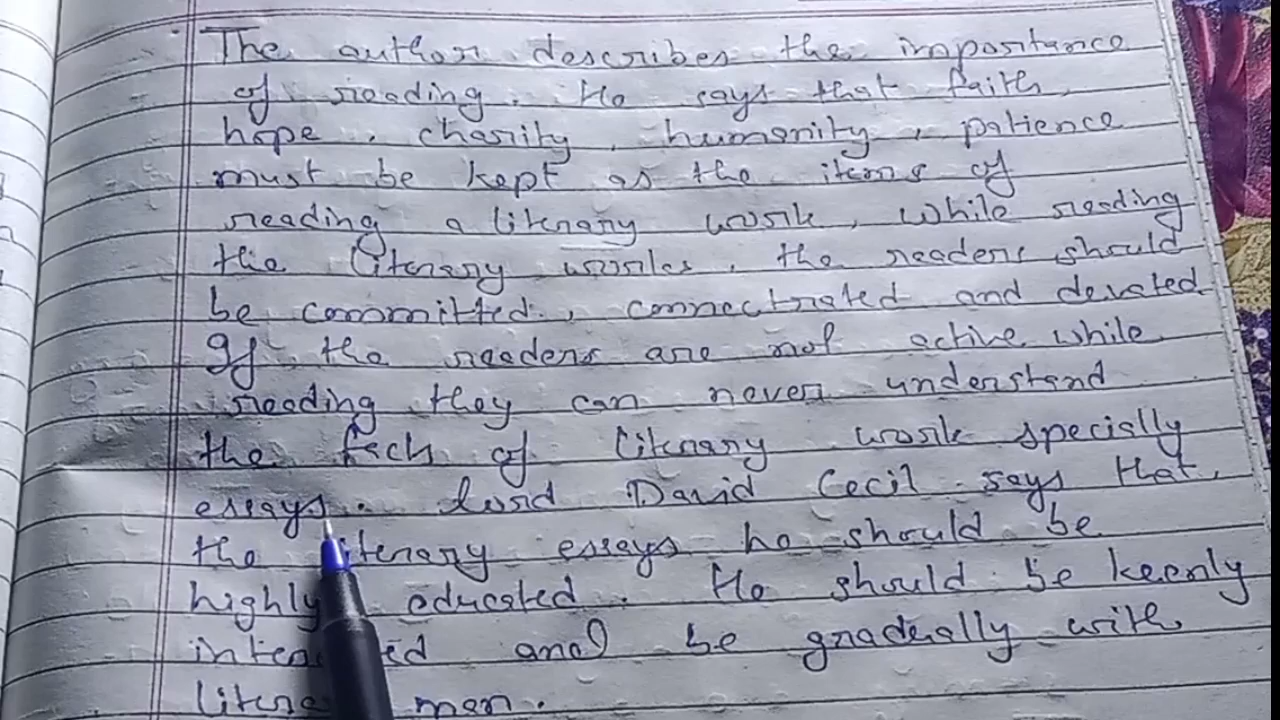 The author describes the importance
of reading. He says that faith,
hope, charity, humanity, patience
must be kept as the items of
reading a literary work, while reading
the literary works, the readers should
be committed, connectrated and devated
If the readers are not active while
reading they can never understand
the fach of literary work specially
essays. Lord David Cecil says that,
the literary essays he should be
highly educated. He should be keenly
and be gradually with
men.